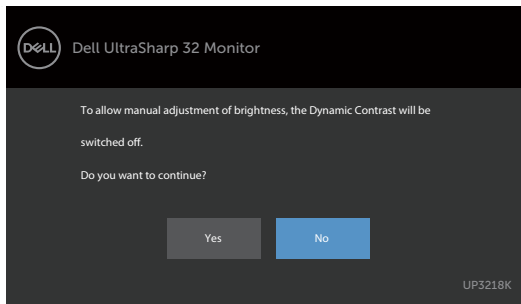 DELL
Dell UltraSharp 32 Monitor
To allow manual adjustment of brightness, the Dynamic Contrast will be
switched off.
Do you want to continue?
Yes
No
UP3218K